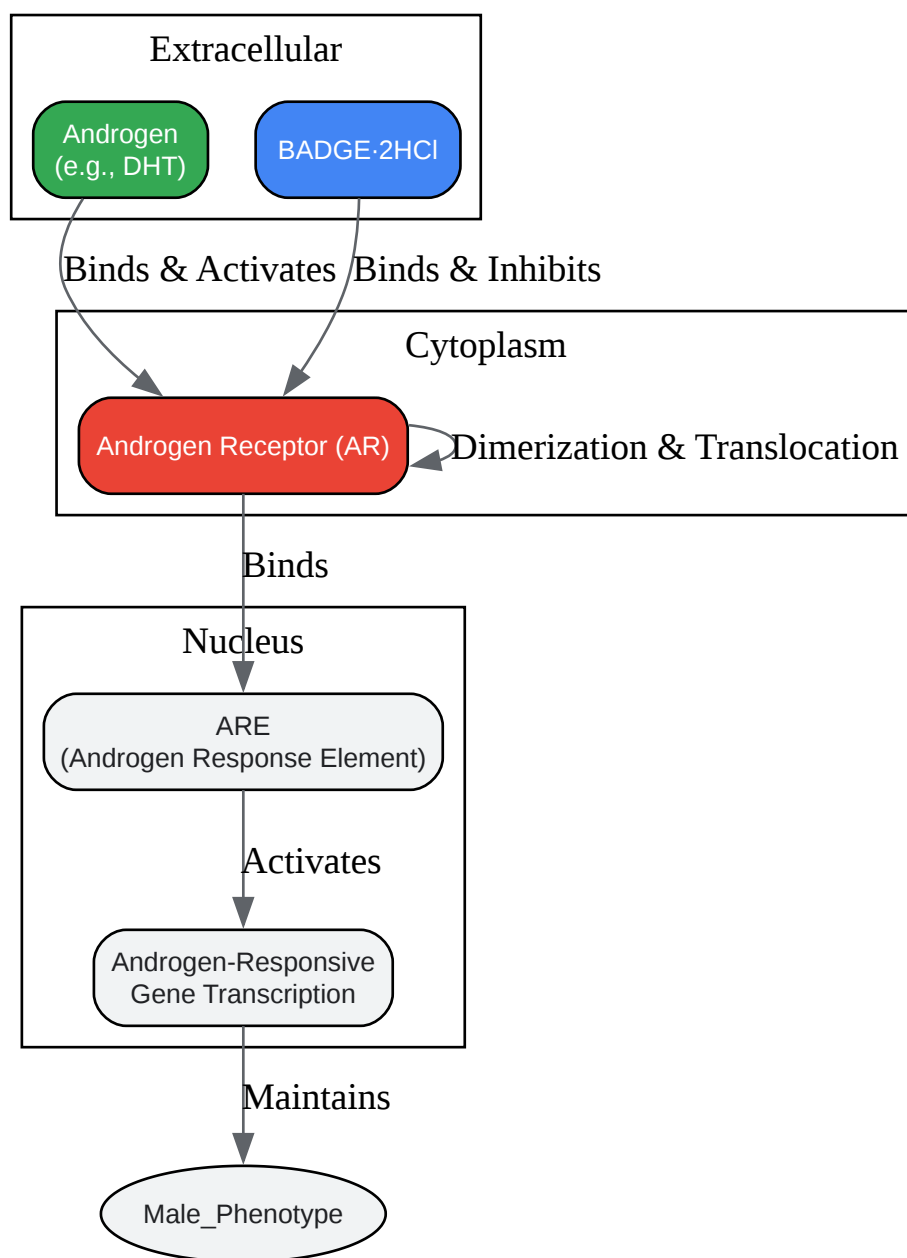 Extracellular
Androgen
(e.g., DHT)
BADGE·2HCl
Binds & Activates
Binds & Inhibits
Cytoplasm
Androgen Receptor (AR)
Dimerization & Translocation
Binds
Nucleus
ARE
(Androgen Response Element)
Activates
Androgen-Responsive
Gene Transcription
Maintains
Male_Phenotype